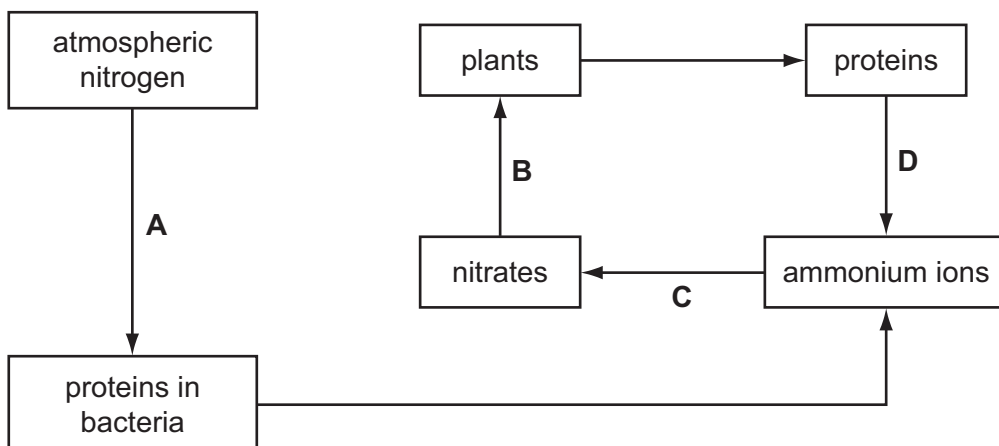 atmospheric
nitrogen
plants
proteins
A
B
D
nitrates
C
ammonium ions
proteins in
bacteria